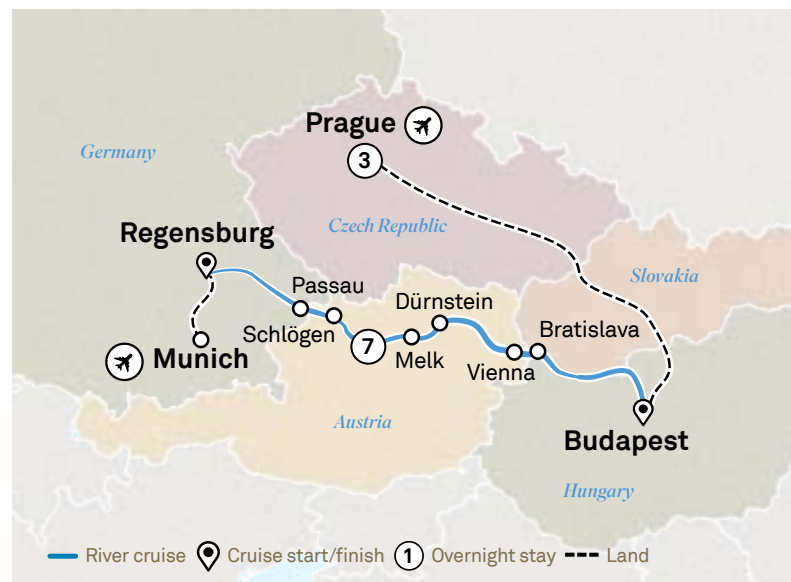 Prague
3
Germany
Czech Republic
Regensburg
Slovakia
Passau
Dürnstein
Schlögen
7
Bratislava
Munich
Melk
Vienna
Austria
Budapest
Hungary
River cruise
Cruise start/finish
1
Overnight stay
Land